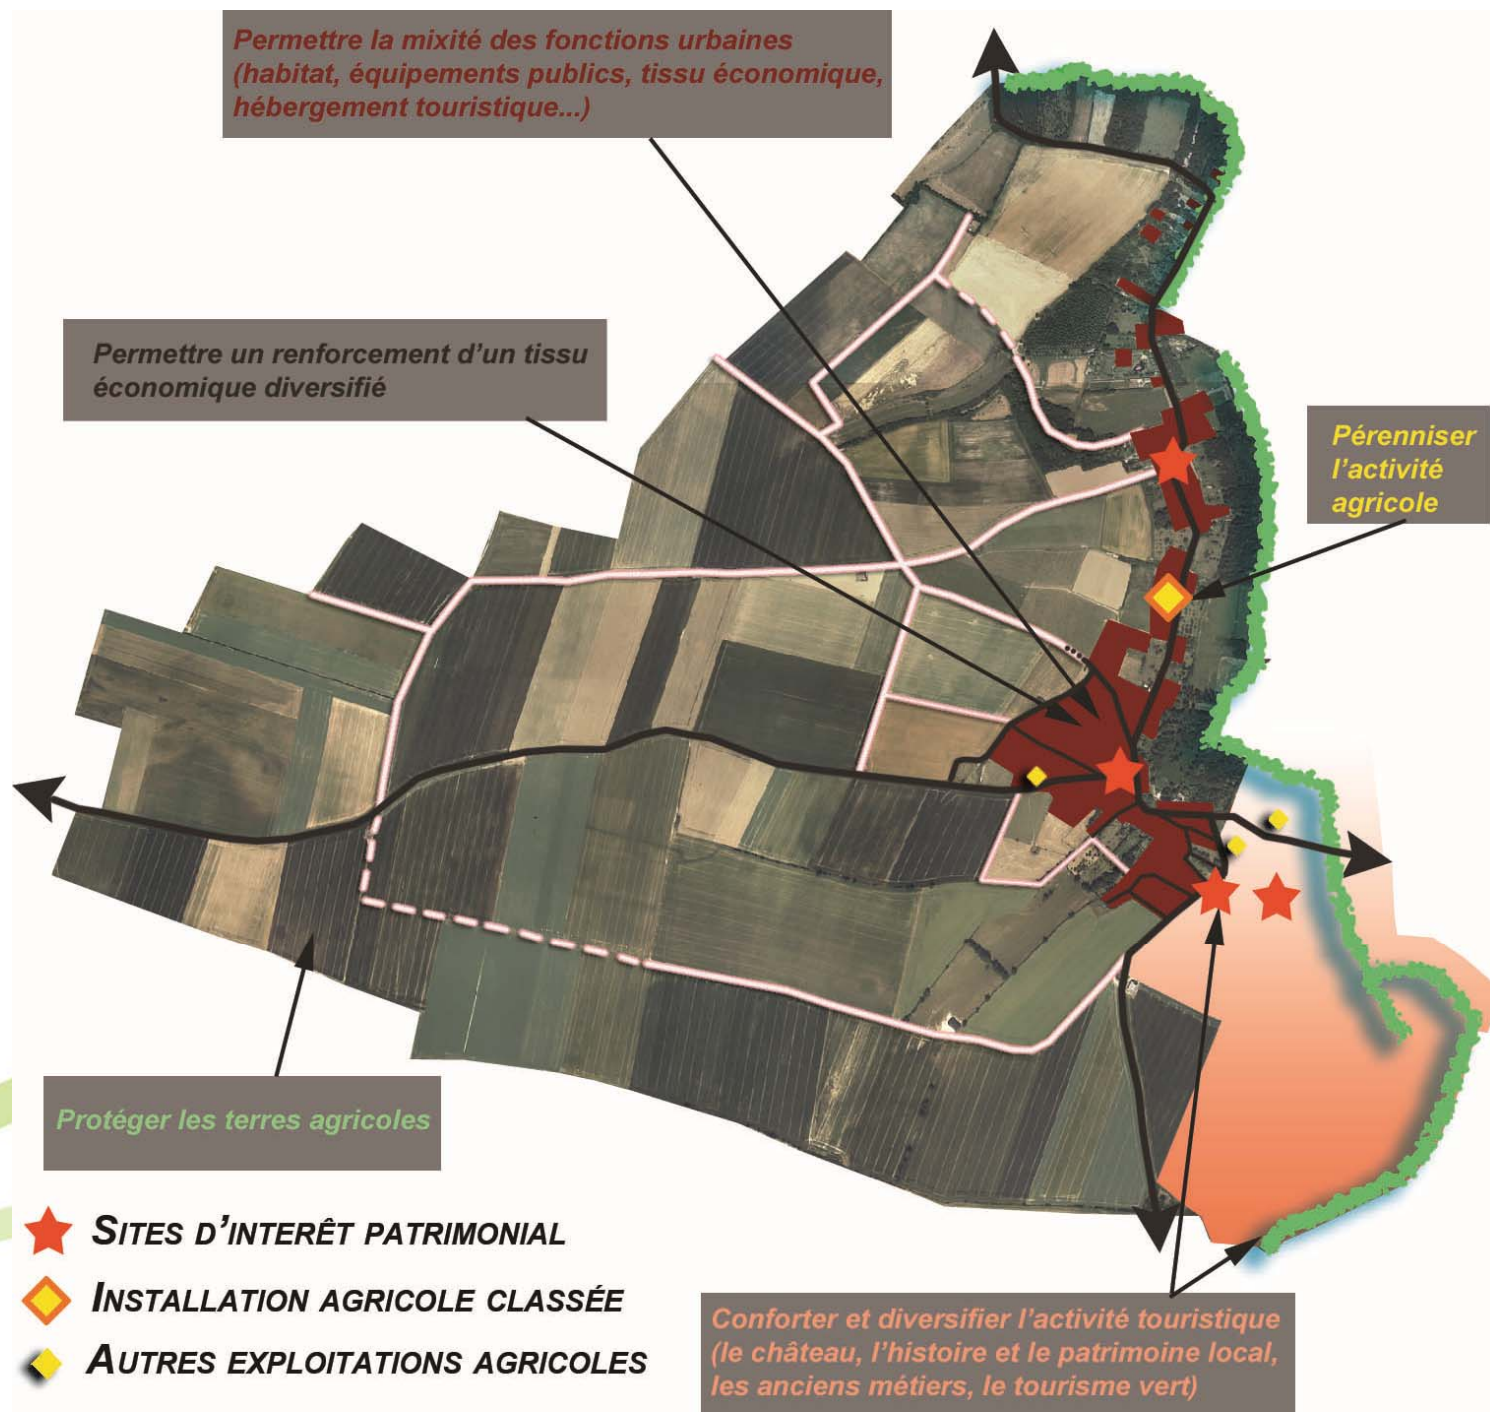 Permettre la mixité des fonctions urbaines
(habitat, équipements publics, tissu économique,
hébergement touristique...)
Permettre un renforcement d'un tissu
économique diversifié
Pérenniser
l'activité
agricole
Protéger les terres agricoles
SITES D'INTERÊT PATRIMONIAL
INSTALLATION AGRICOLE CLASSÉE
AUTRES EXPLOITATIONS AGRICOLES
Conforter et diversifier l'activité touristique
(le château, l'histoire et le patrimoine local,
les anciens métiers, le tourisme vert)